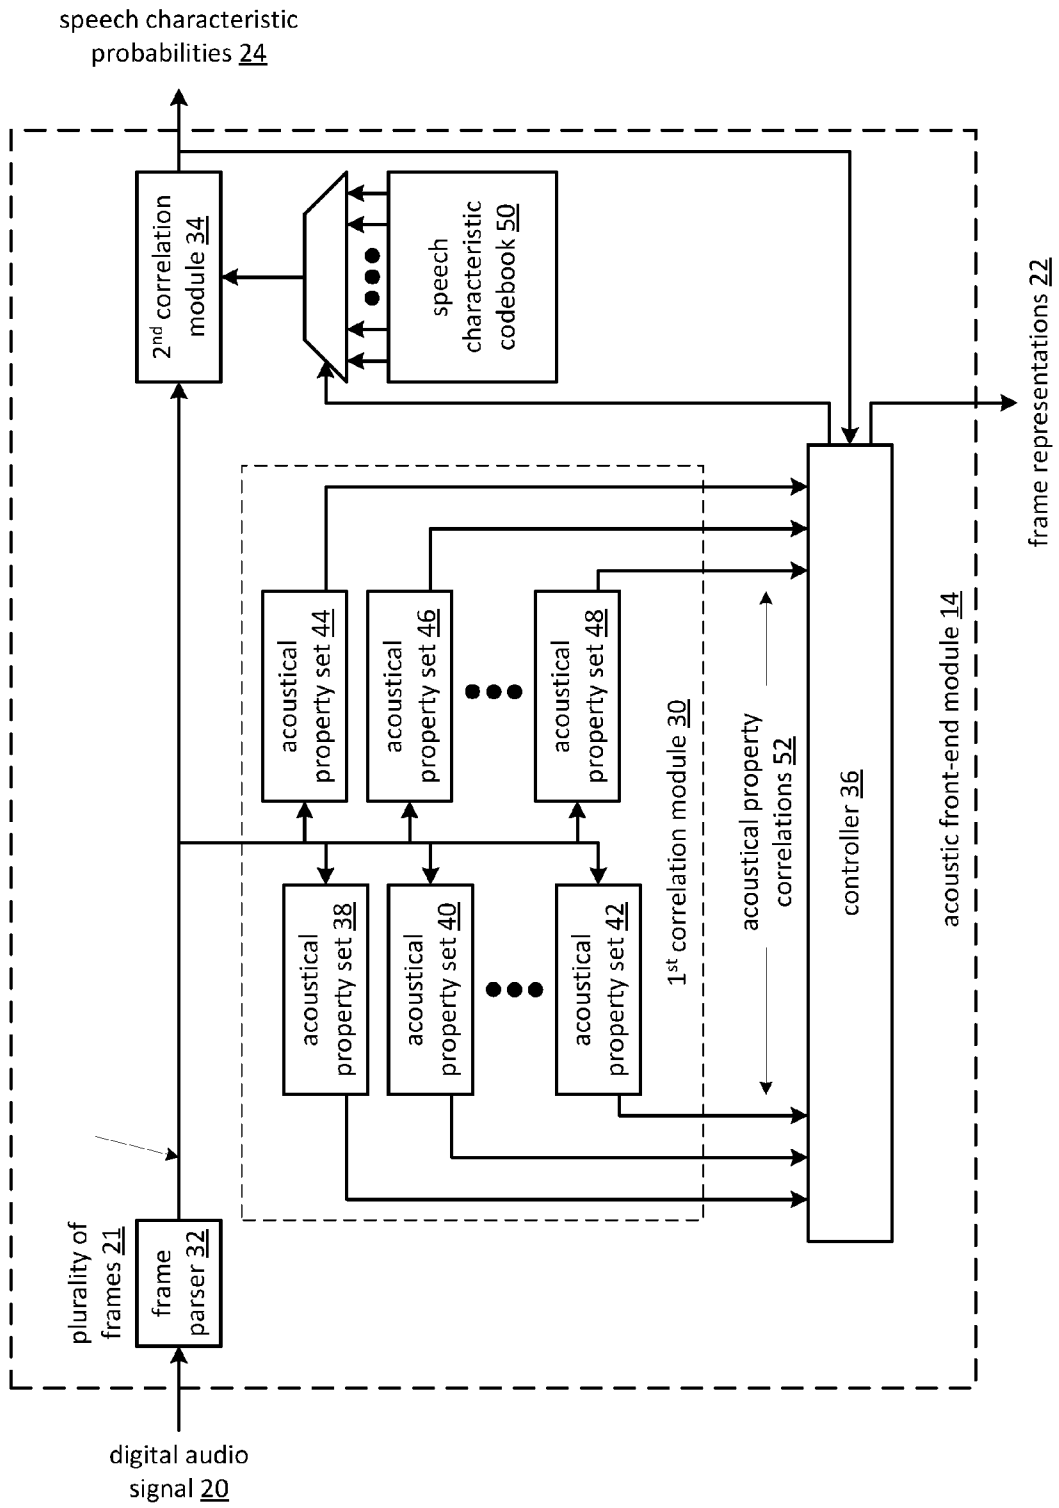 speech characteristic
probabilities 24
2nd correlation
module 34
speech
characteristic
codebook 50
frame representations 22
acoustical
property set 44
acoustical
property set 46
acoustical
property set 48
acoustical
property set 38
acoustical
property set 40
acoustical
property set 42
1st correlation module 30
acoustical property
correlations 52
controller 36
acoustic front-end module 14
plurality of
frames 21
frame
parser 32
digital audio
signal 20